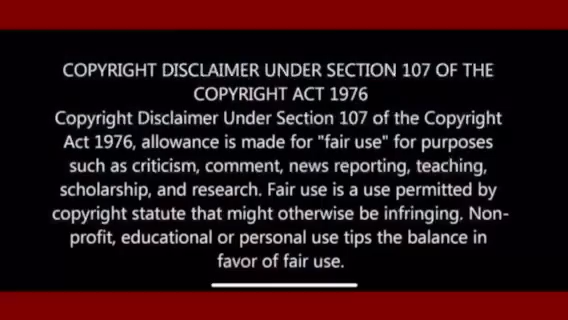 COPYRIGHT DISCLAIMER UNDER SECTION 107 OF THE
COPYRIGHT ACT 1976
Copyright Disclaimer Under Section 107 of the Copyright
Act 1976, allowance is made for "fair use" for purposes
such as criticism, comment, news reporting, teaching,
scholarship, and research. Fair use is a use permitted by
copyright statute that might otherwise be infringing. Non-
profit, educational or personal use tips the balance in
favor of fair use.